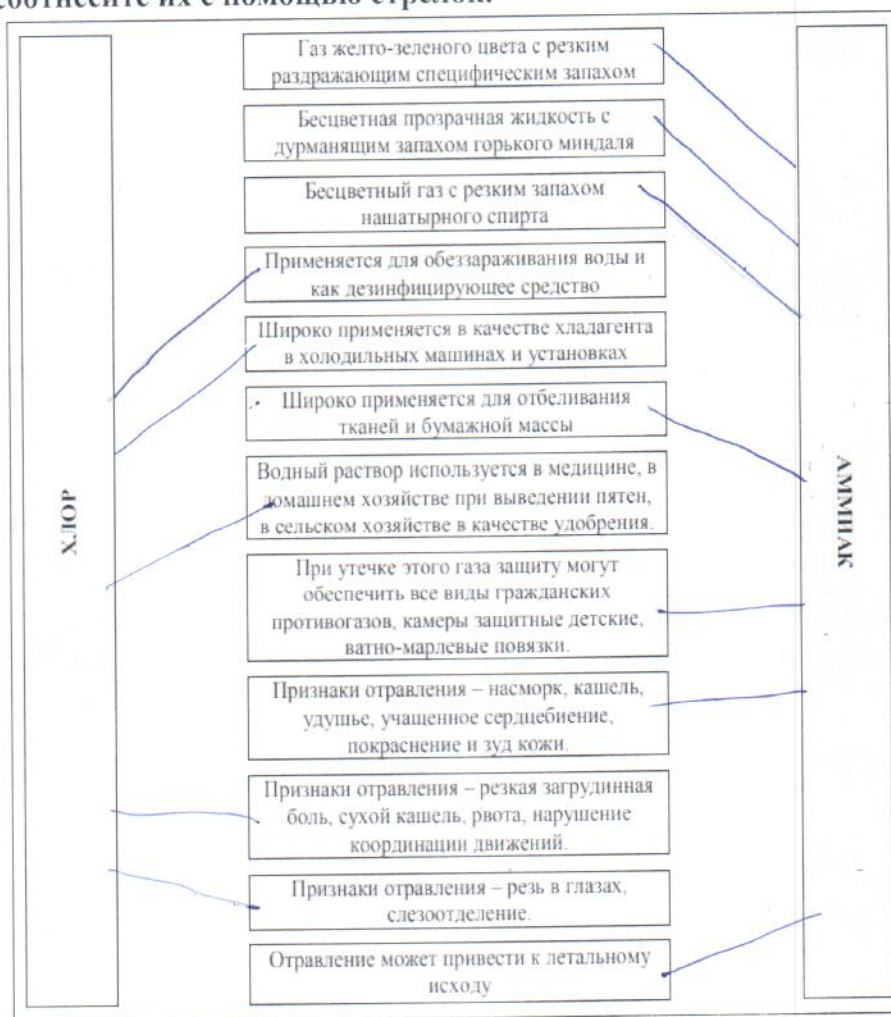 соотнесите их с помощью стрелок.
Газ желто-зеленого цвета с резким
раздражающим специфическим запахом
Бесцветная прозрачная жидкость с
дурманящим запахом горького миндаля
Бесцветный газ с резким запахом
нашатырного спирта
Применяется для обеззараживания воды и
как дезинфицирующее средство
Широко применяется в качестве хладагента
в холодильных машинах и установках
Широко применяется для отбеливания
тканей и бумажной массы
Водный раствор используется в медицине, в
домашнем хозяйстве при выведении пятен,
в сельском хозяйстве в качестве удобрения.
При утечке этого газа защиту могут
обеспечить все виды гражданских
противогазов, камеры защитные детские,
ватно-марлевые повязки.
Признаки отравления – насморк, кашель,
удушье, учащенное сердцебиение,
покраснение и зуд кожи.
Признаки отравления – резкая загрудинная
боль, сухой кашель, рвота, нарушение
координации движений.
Признаки отравления – резь в глазах,
слезоотделение.
Отравление может привести к летальному
исходу
ХЛОР
АММИАК